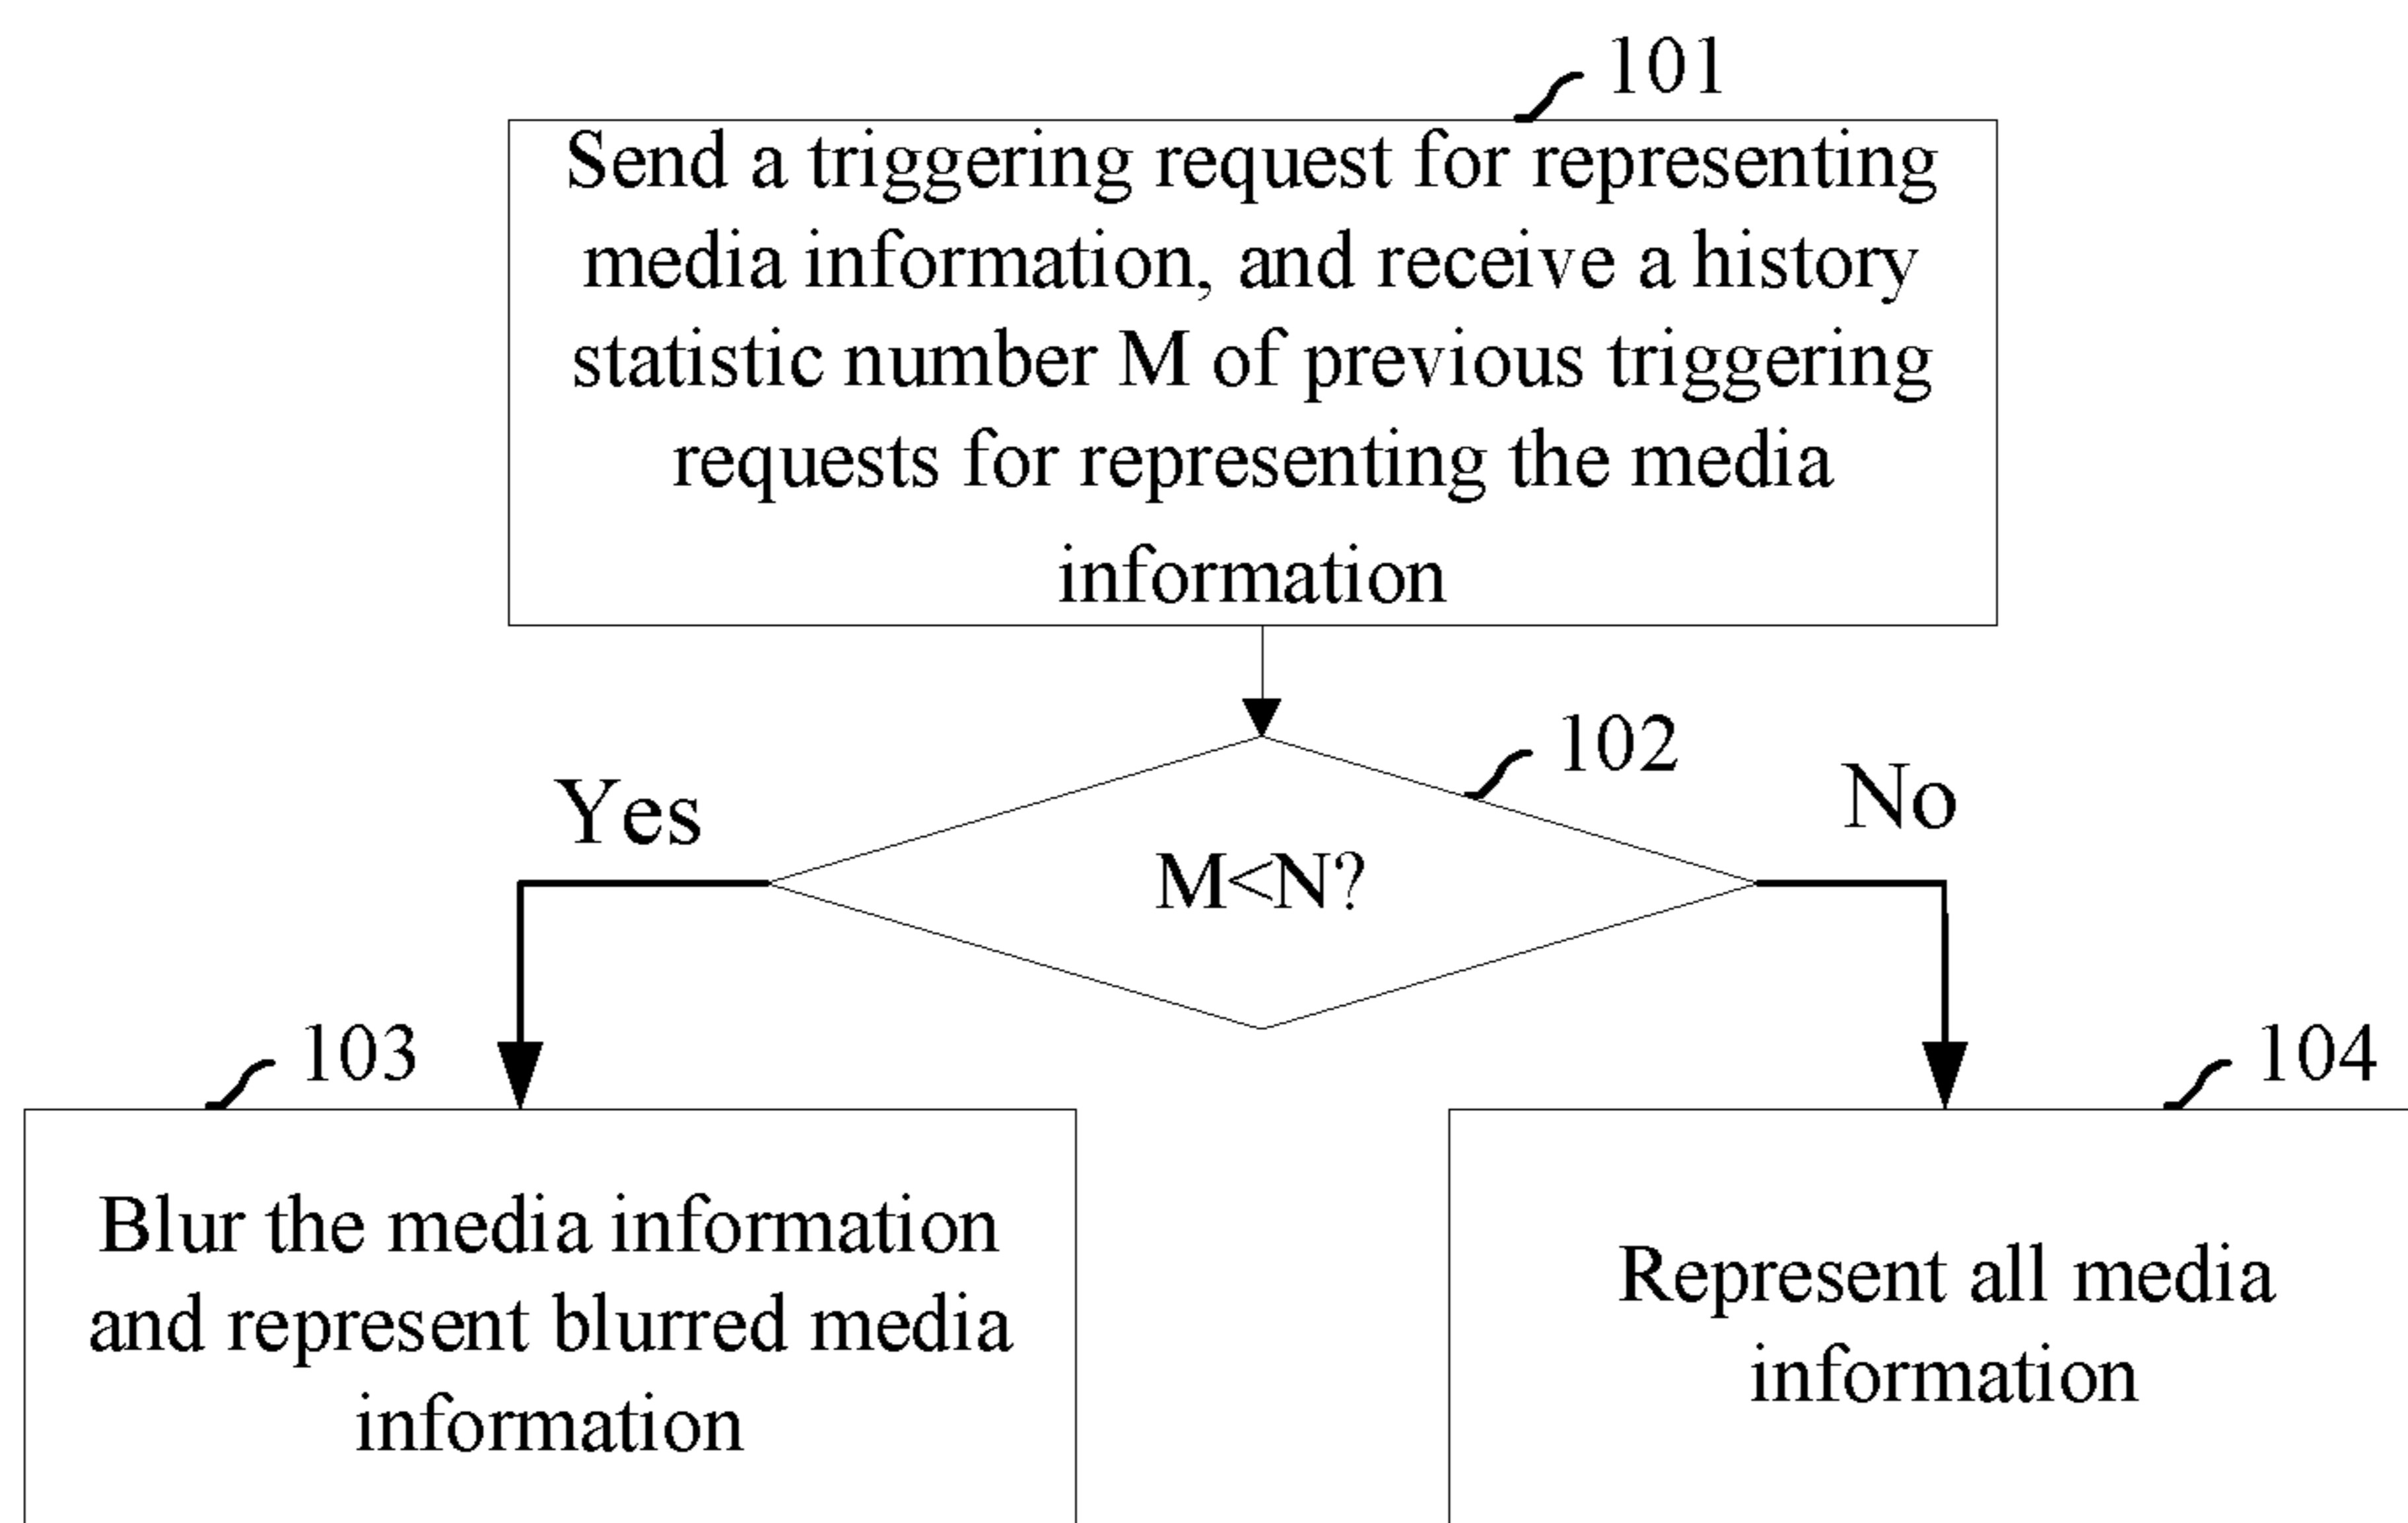 101
Send a triggering request for representing
media information, and receive a history
statistic number M of previous triggering
requests for representing the media
information
102
Yes
No
M<N?
103
104
Blur the media information
and represent blurred media
information
Represent all media
information